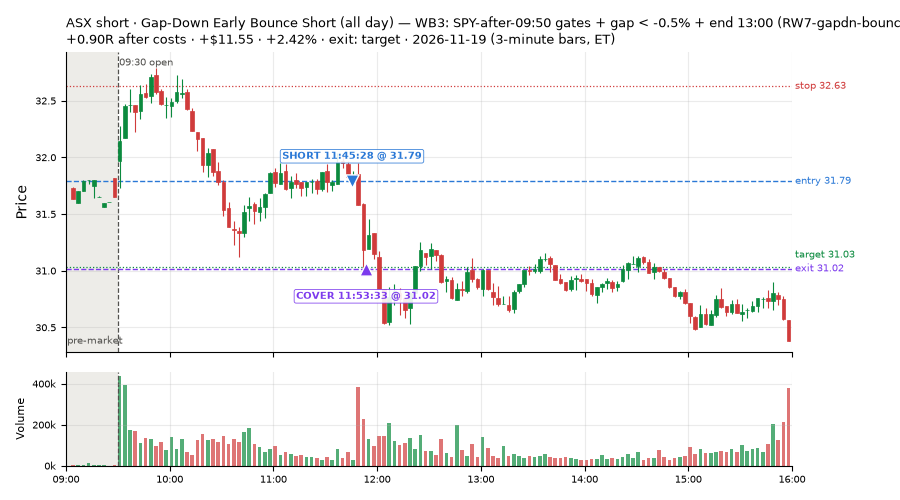 ASX short · Gap-Down Early Bounce Short (all day) — WB3: SPY-after-09:50 gates + gap < -0.5% + end 13:00 (RW7-gapdn-bounc
+0.90R after costs · +$11.55 · +2.42% · exit: target · 2026-11-19 (3-minute bars, ET)
09:30 open
stop 32.63
32.5
SHORT 11:45:28 @ 31.79
32.0
entry 31.79
Price
31.5
target 31.03
31.0
exit 31.02
COVER 11:53:33 @ 31.02
30.5
pre-market
400k
Volume
200k
0k
09:00 10:00 11:00 12:00 13:00 14:00 15:00 16:00